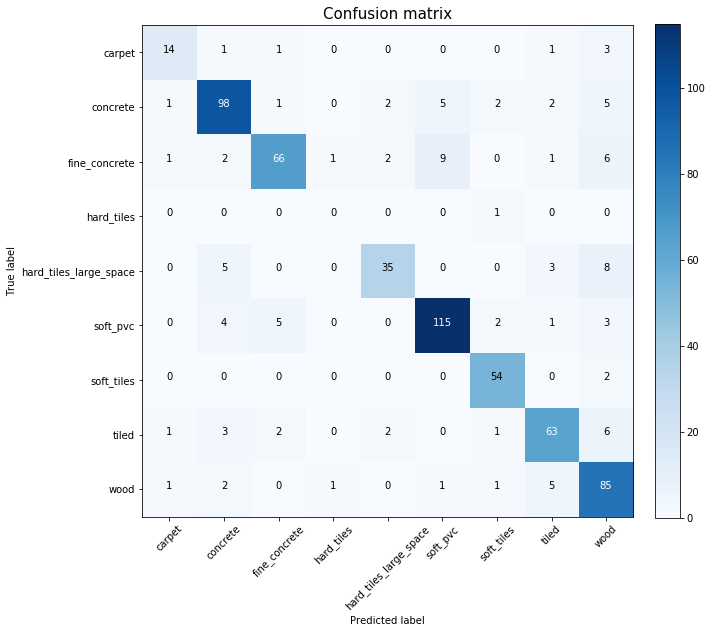 Confusion matrix
carpet 14 1 1 0 0 0 0 1 3
concrete 1 98 1 0 2 5 2 2 5
fine_concrete 1 2 66 1 2 9 0 1 6
hard_tiles 0 0 0 0 0 0 1 0 0
hard_tiles_large_space 0 5 0 0 35 0 0 3 8
soft_pvc 0 4 5 0 0 115 2 1 3
soft_tiles 0 0 0 0 0 0 54 0 2
tiled 1 3 2 0 2 0 1 63 6
wood 1 2 0 1 0 1 1 5 85
True label
carpet concrete fine_concrete hard_tiles hard_tiles_large_space soft_pvc soft_tiles tiled wood
Predicted label
100
80
60
40
20
0